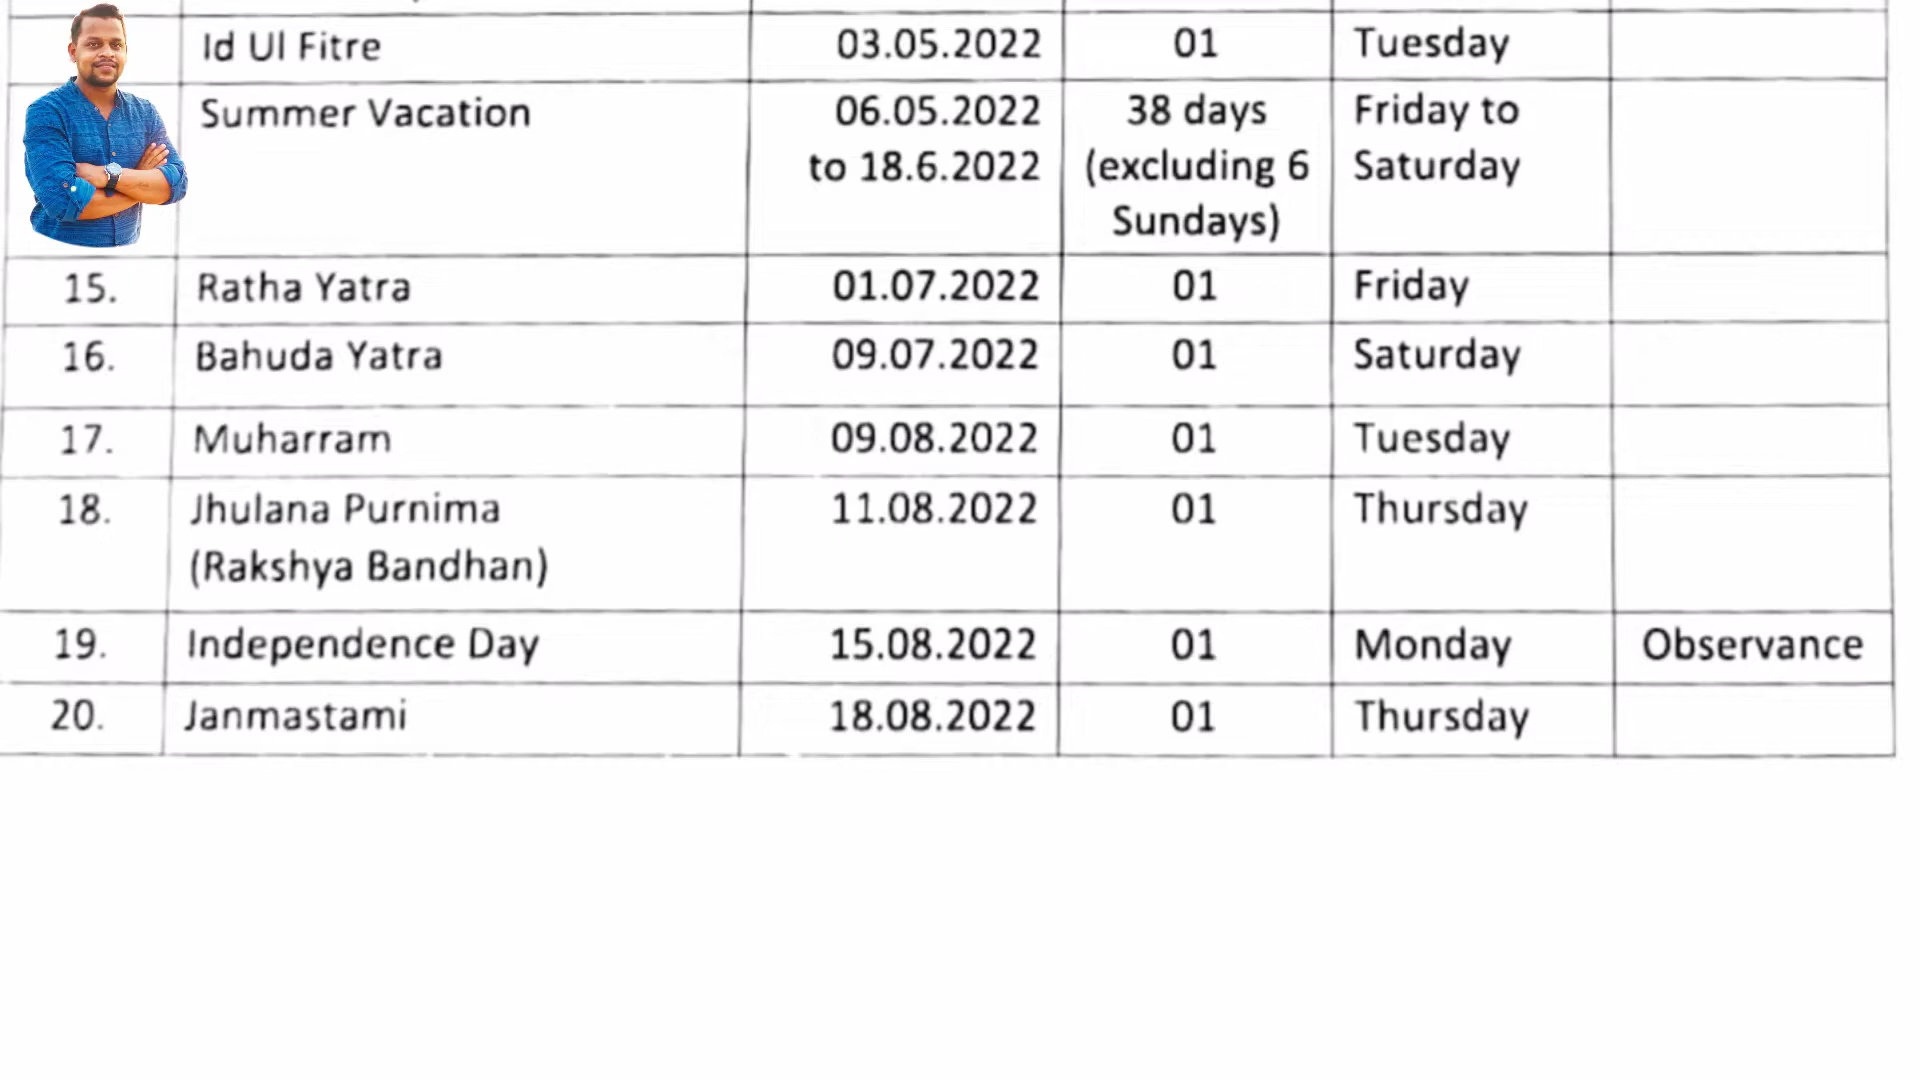 Id Ul Fitre 03.05.2022 01 Tuesday
Summer Vacation 06.05.2022 38 days Friday to
to 18.6.2022 (excluding 6 Saturday
Sundays)
15. Ratha Yatra 01.07.2022 01 Friday
16. Bahuda Yatra 09.07.2022 01 Saturday
17. Muharram 09.08.2022 01 Tuesday
18. Jhulana Purnima 11.08.2022 01 Thursday
(Rakshya Bandhan)
19. Independence Day 15.08.2022 01 Monday Observance
20. Janmastami 18.08.2022 01 Thursday